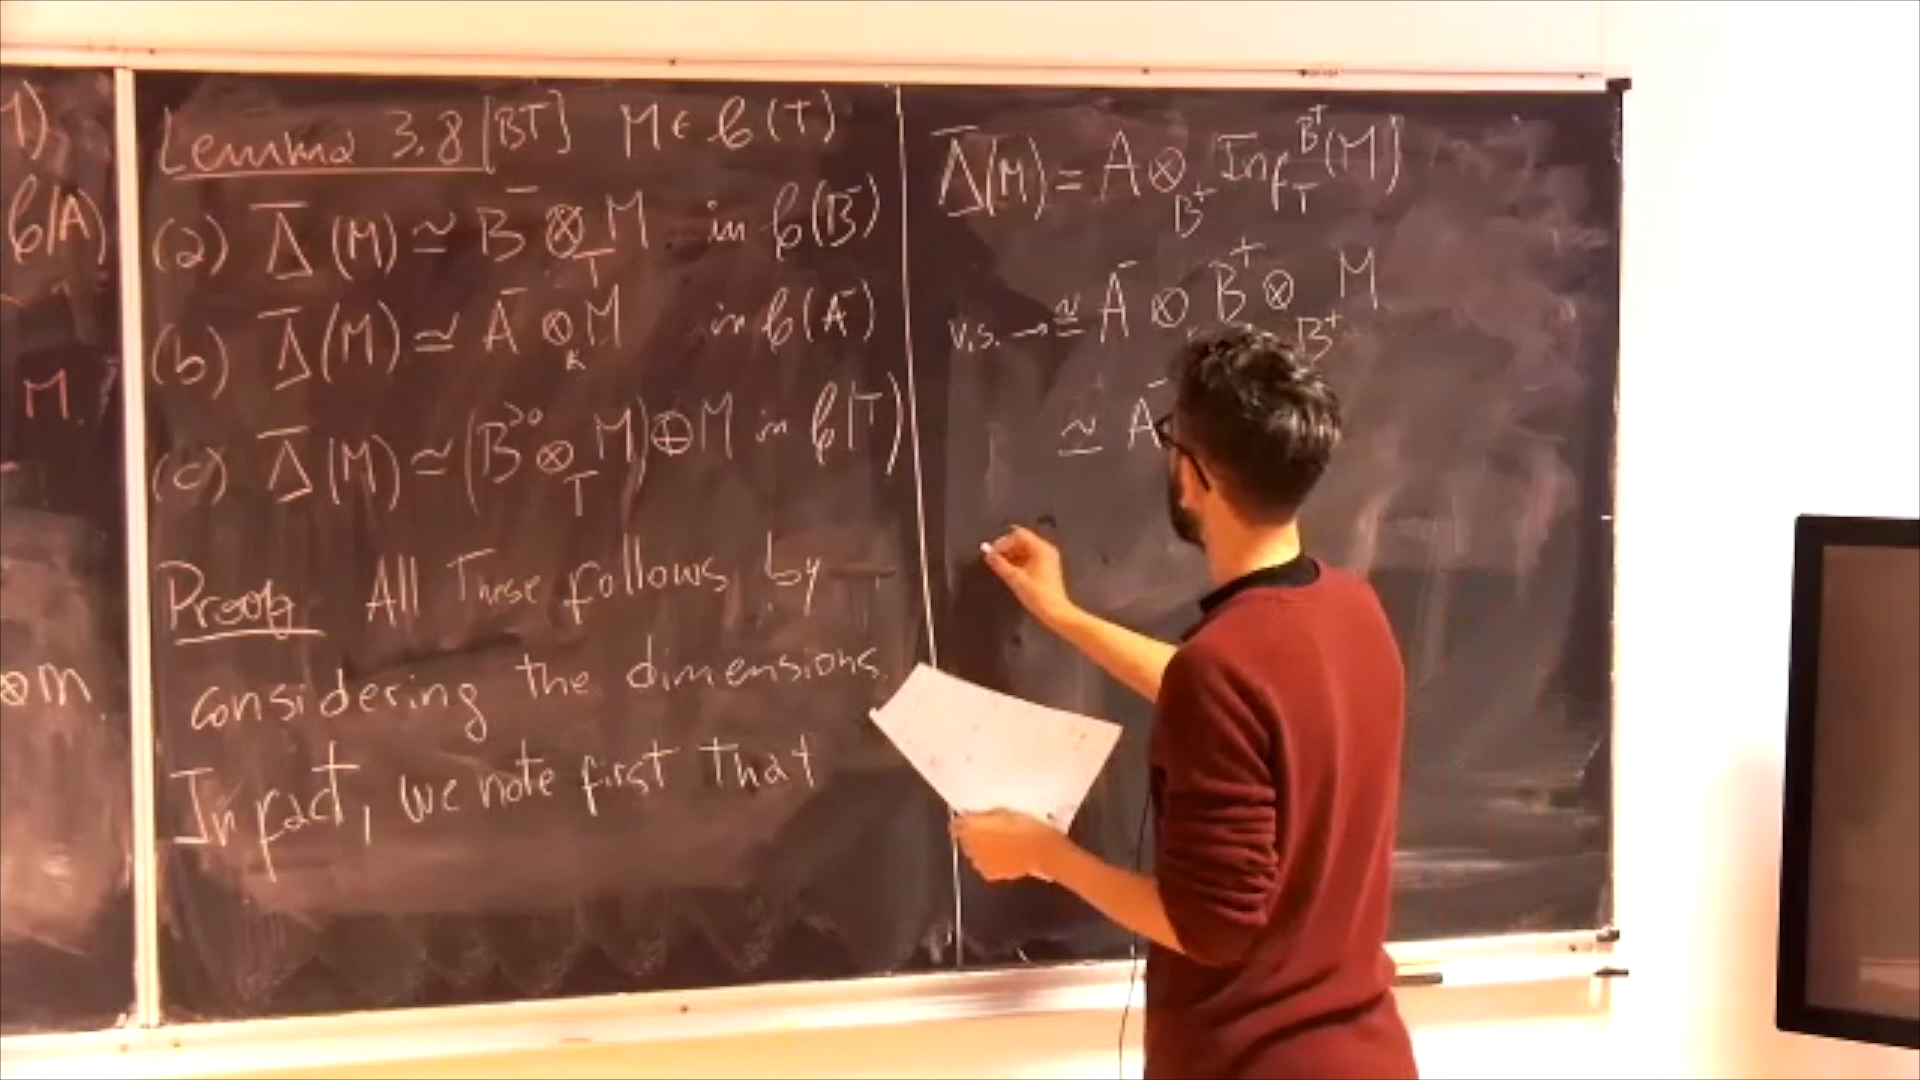 1)
G(A)
M.
⊗m.
Lemma 3.8 [BT] M ∈ G(T)
(a) Δ̅(M) ≃ B⁻ ⊗_T M in G(B⁻)
(b) Δ̅(M) ≃ A⁻ ⊗_k M in G(A⁻)
(c) Δ̅(M) ≃ (B^{>0} ⊗_T M) ⊕ M in G(T)
Proof All These follows by
considering the dimensions.
In fact, we note first that
Δ̅(M) = A ⊗_{B⁺} Inf_T^{B⁺}(M)
v.s. → ≅ A⁻ ⊗ B⁺ ⊗_{B⁺} M
≃ A⁻